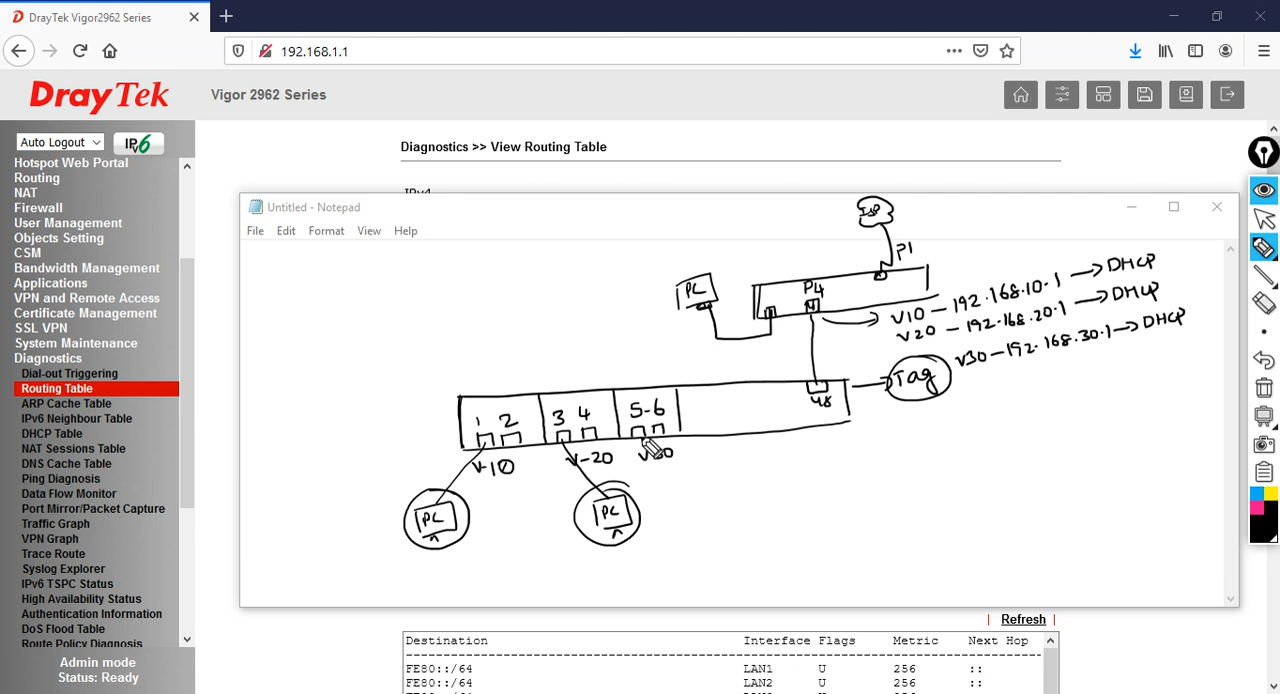 DrayTek Vigor2962 Series
192.168.1.1
DrayTek
Vigor 2962 Series
Auto Logout
IPv6
Hotspot Web Portal
Routing
NAT
Firewall
User Management
Objects Setting
CSM
Bandwidth Management
Applications
VPN and Remote Access
Certificate Management
SSL VPN
System Maintenance
Diagnostics
Dial-out Triggering
Routing Table
ARP Cache Table
IPv6 Neighbour Table
DHCP Table
NAT Sessions Table
DNS Cache Table
Ping Diagnosis
Data Flow Monitor
Port Mirror/Packet Capture
Traffic Graph
VPN Graph
Trace Route
Syslog Explorer
IPv6 TSPC Status
High Availability Status
Authentication Information
DoS Flood Table
Route Policy Diagnosis
Admin mode
Status: Ready
Diagnostics >> View Routing Table
IPv4
Untitled - Notepad
File Edit Format View Help
ISP
P1
PC
P4
V10 - 192.168.10.1 → DHCP
V20 - 192.168.20.1 → DHCP
V30 - 192.168.30.1 → DHCP
Tag
48
1 2 3 4 5-6
V-10 V-20
PC PC
| Refresh |
Destination Interface Flags Metric Next Hop
FE80::/64 LAN1 U 256 ::
FE80::/64 LAN2 U 256 ::